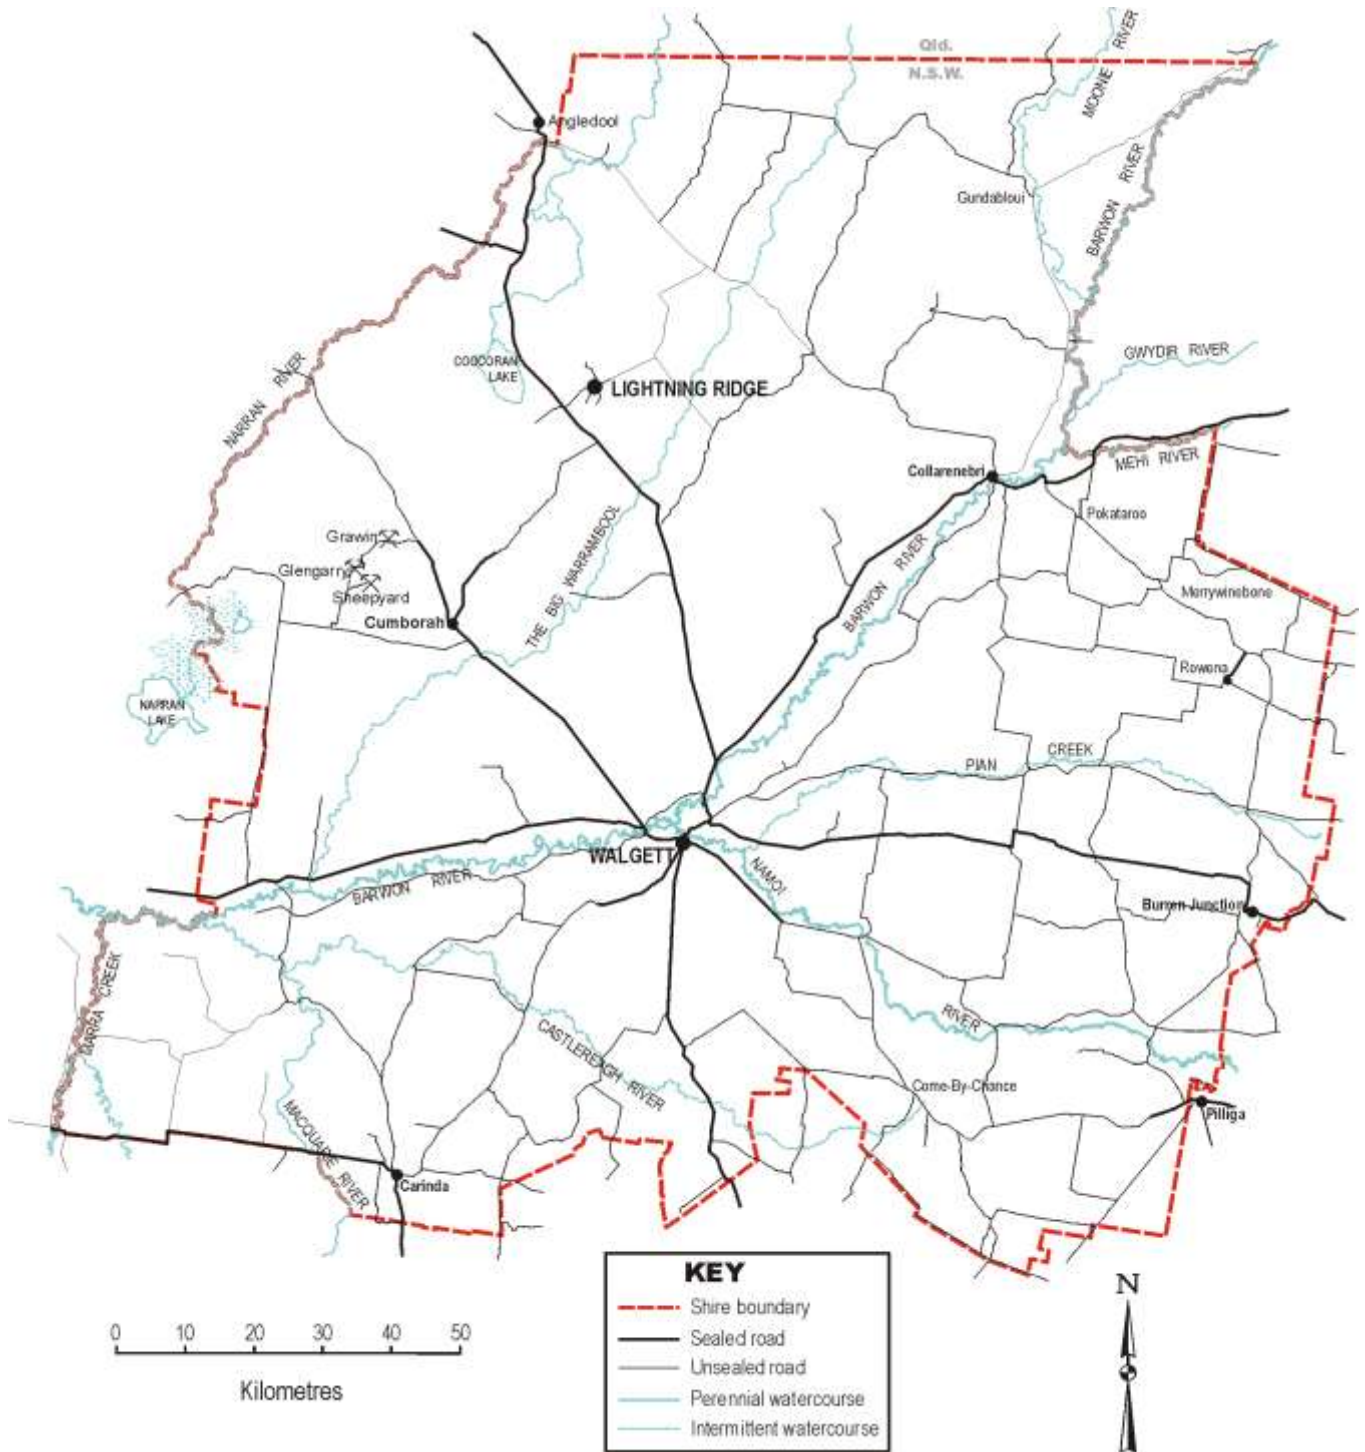 Qld.
N.S.W.
MOONE RIVER
Angledool
BARWON RIVER
Gundabloui
NARRAN RIVER
COOCORAN
LAKE
GWYDIR RIVER
LIGHTNING RIDGE
MEHI RIVER
Collarenebri
Pokataroo
Grawin
Glengarry
Sheepyard
Cumborah
THE BIG WARRAMBOOL
BARWON RIVER
Merrywinebone
Rowena
NARRAN
LAKE
PIAN CREEK
WALGETT
NAMOI RIVER
BARWON RIVER
Burren Junction
MARRA CREEK
CASTLEREAGH RIVER
Come-By-Chance
Pilliga
MACQUARIE RIVER
Carinda
KEY
Shire boundary
Sealed road
Unsealed road
Perennial watercourse
Intermittent watercourse
0 10 20 30 40 50
Kilometres
N